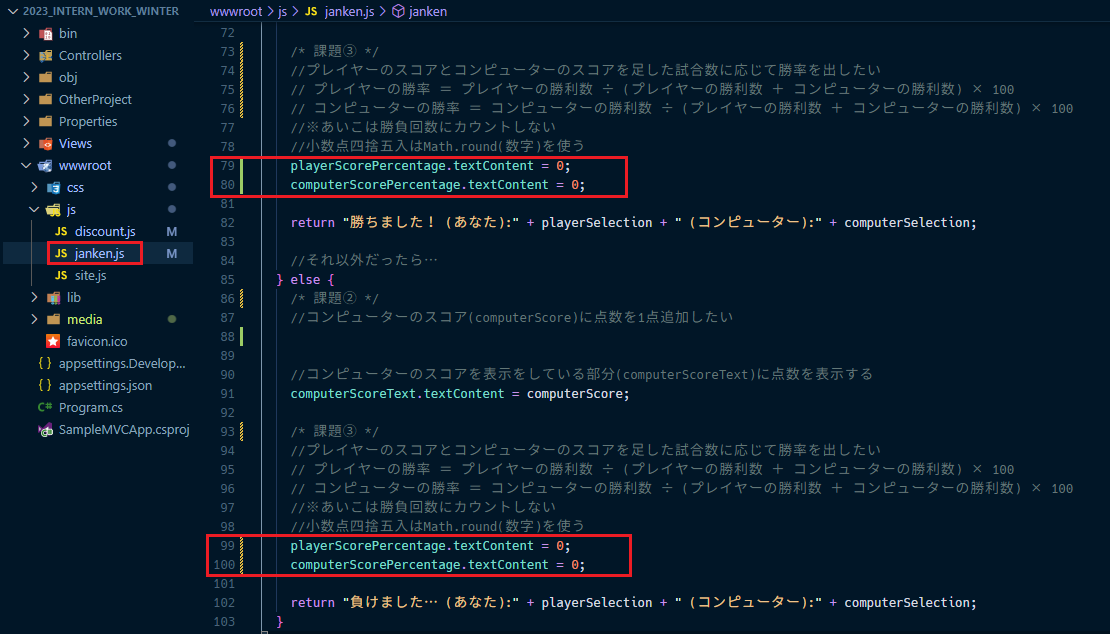 2023_INTERN_WORK_WINTER
bin
Controllers
obj
OtherProject
Properties
Views
wwwroot
css
js
JS discount.js M
JS janken.js M
JS site.js
lib
media
favicon.ico
{ } appsettings.Develop...
{ } appsettings.json
C# Program.cs
SampleMVCApp.csproj
wwwroot > js > JS janken.js > janken
72
73 /* 課題③ */
74 //プレイヤーのスコアとコンピューターのスコアを足した試合数に応じて勝率を出したい
75 // プレイヤーの勝率 ＝ プレイヤーの勝利数 ÷ (プレイヤーの勝利数 ＋ コンピューターの勝利数) × 100
76 // コンピューターの勝率 ＝ コンピューターの勝利数 ÷ (プレイヤーの勝利数 ＋ コンピューターの勝利数) × 100
77 //※あいこは勝負回数にカウントしない
78 //小数点四捨五入はMath.round(数字)を使う
79 playerScorePercentage.textContent = 0;
80 computerScorePercentage.textContent = 0;
81
82 return "勝ちました！ (あなた):" + playerSelection + " (コンピューター):" + computerSelection;
83
84 //それ以外だったら…
85 } else {
86 /* 課題② */
87 //コンピューターのスコア(computerScore)に点数を1点追加したい
88
89
90 //コンピューターのスコアを表示をしている部分(computerScoreText)に点数を表示する
91 computerScoreText.textContent = computerScore;
92
93 /* 課題③ */
94 //プレイヤーのスコアとコンピューターのスコアを足した試合数に応じて勝率を出したい
95 // プレイヤーの勝率 ＝ プレイヤーの勝利数 ÷ (プレイヤーの勝利数 ＋ コンピューターの勝利数) × 100
96 // コンピューターの勝率 ＝ コンピューターの勝利数 ÷ (プレイヤーの勝利数 ＋ コンピューターの勝利数) × 100
97 //※あいこは勝負回数にカウントしない
98 //小数点四捨五入はMath.round(数字)を使う
99 playerScorePercentage.textContent = 0;
100 computerScorePercentage.textContent = 0;
101
102 return "負けました… (あなた):" + playerSelection + " (コンピューター):" + computerSelection;
103 }